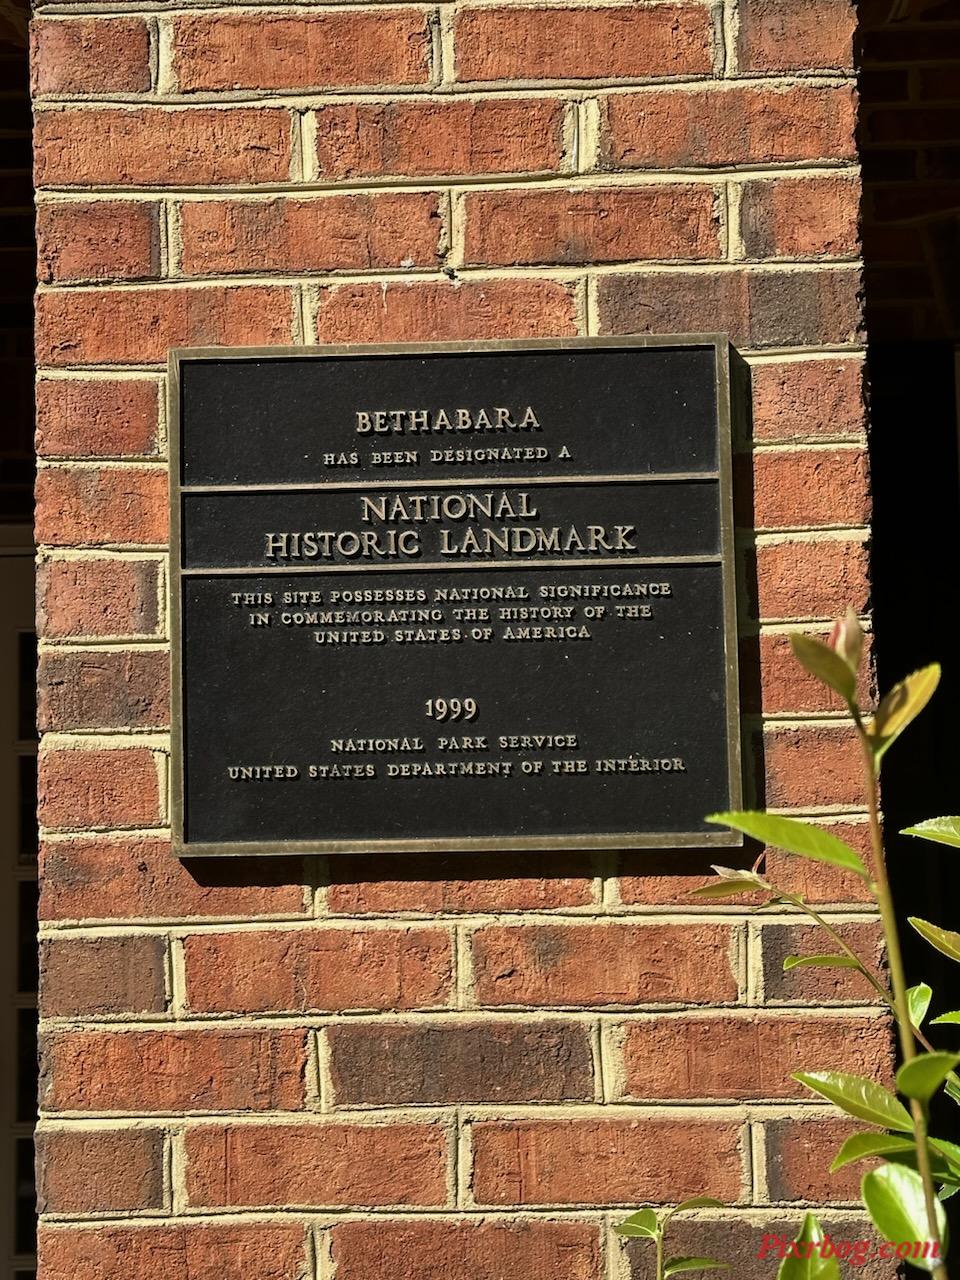 BETHABARA
HAS BEEN DESIGNATED A
NATIONAL
HISTORIC LANDMARK
THIS SITE POSSESSES NATIONAL SIGNIFICANCE
IN COMMEMORATING THE HISTORY OF THE
UNITED STATES OF AMERICA
1999
NATIONAL PARK SERVICE
UNITED STATES DEPARTMENT OF THE INTERIOR
Pixrbog.com